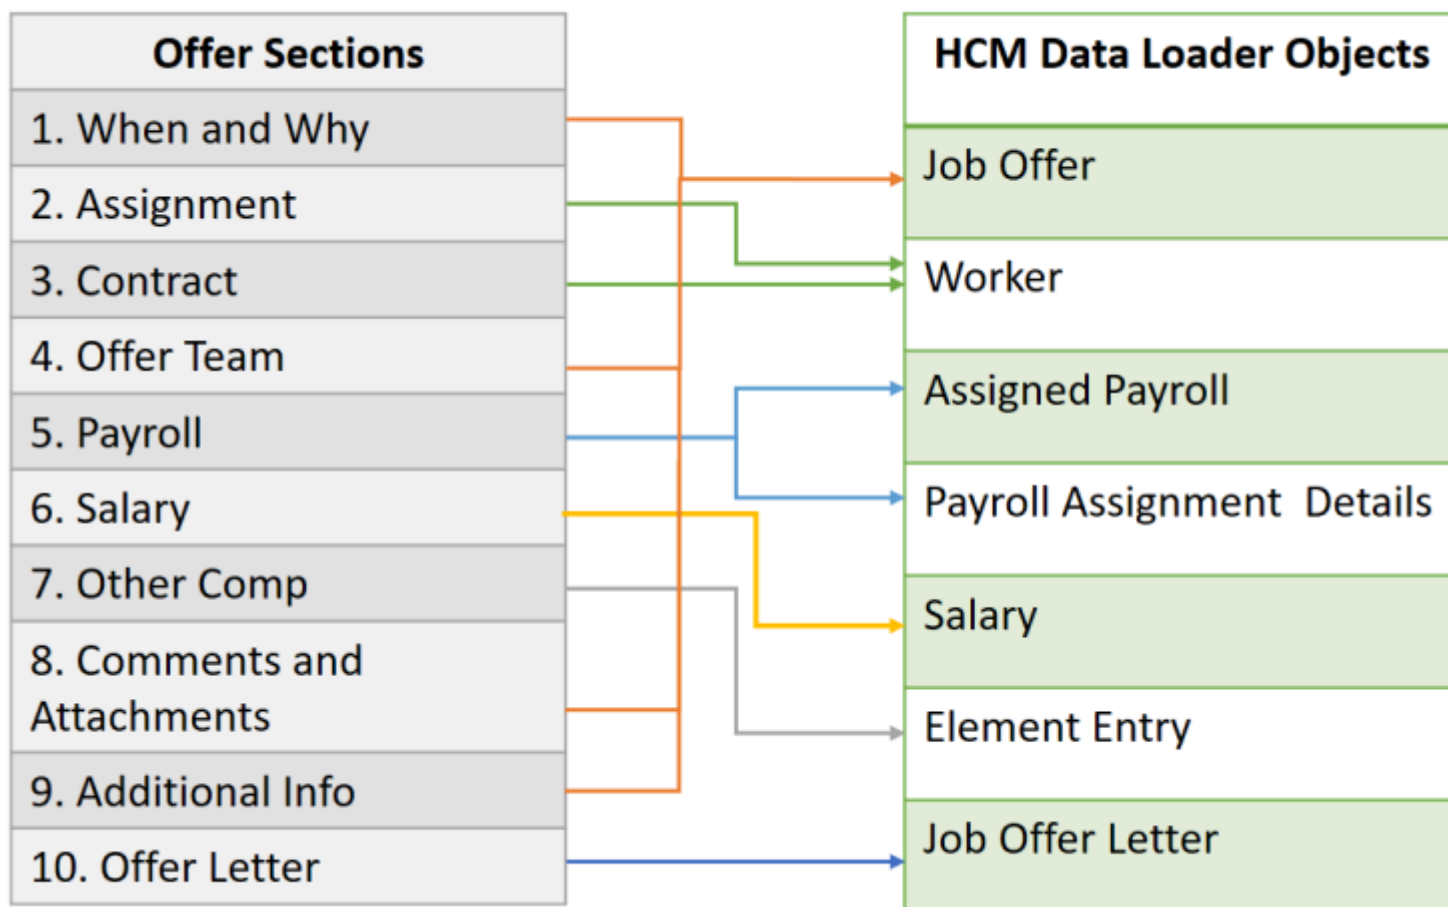 Offer Sections
1. When and Why
2. Assignment
3. Contract
4. Offer Team
5. Payroll
6. Salary
7. Other Comp
8. Comments and
Attachments
9. Additional Info
10. Offer Letter
HCM Data Loader Objects
Job Offer
Worker
Assigned Payroll
Payroll Assignment  Details
Salary
Element Entry
Job Offer Letter